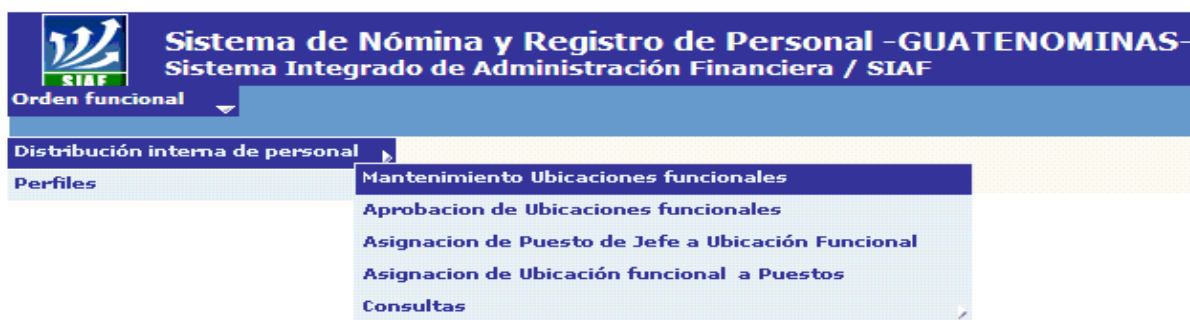 Sistema de Nómina y Registro de Personal -GUATENOMINAS-
Sistema Integrado de Administración Financiera / SIAF
SIAF
Orden funcional
Distribución interna de personal
Perfiles
Mantenimiento Ubicaciones funcionales
Aprobacion de Ubicaciones funcionales
Asignacion de Puesto de Jefe a Ubicación Funcional
Asignacion de Ubicación funcional a Puestos
Consultas